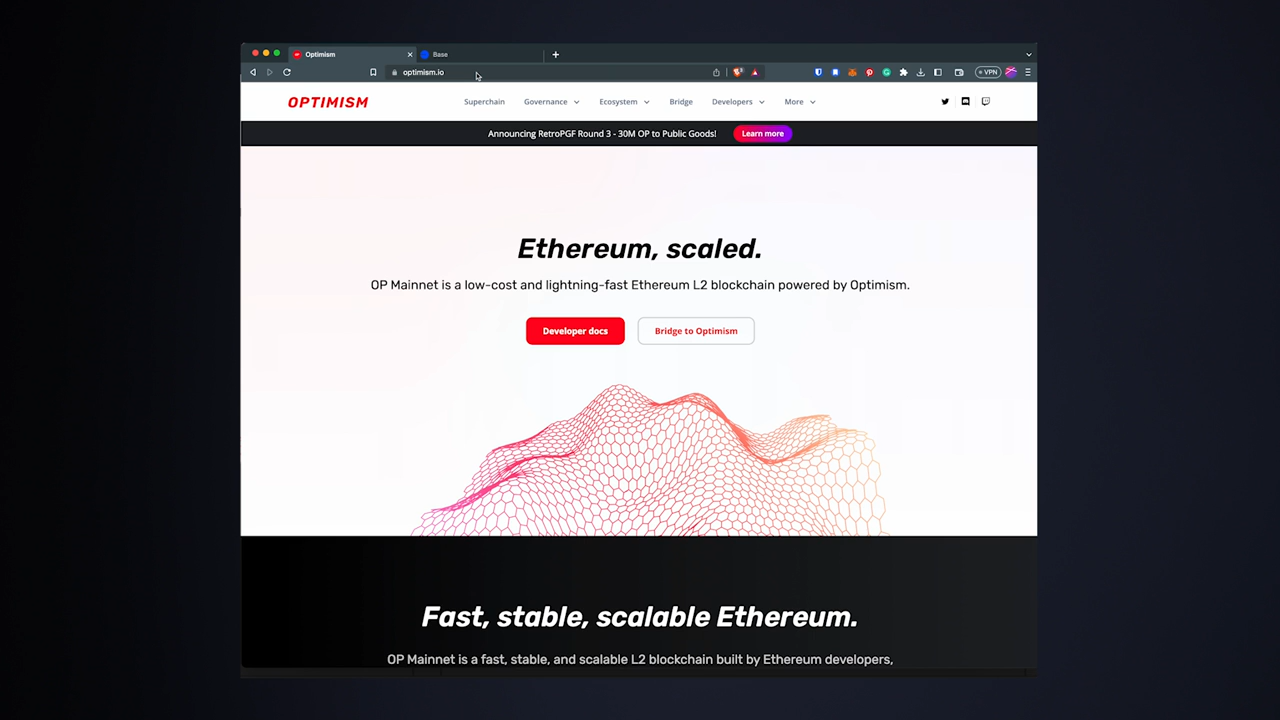 Optimism
Base
optimism.io
VPN
OPTIMISM
Superchain
Governance
Ecosystem
Bridge
Developers
More
Announcing RetroPGF Round 3 - 30M OP to Public Goods!
Learn more
Ethereum, scaled.
OP Mainnet is a low-cost and lightning-fast Ethereum L2 blockchain powered by Optimism.
Developer docs
Bridge to Optimism
Fast, stable, scalable Ethereum.
OP Mainnet is a fast, stable, and scalable L2 blockchain built by Ethereum developers,